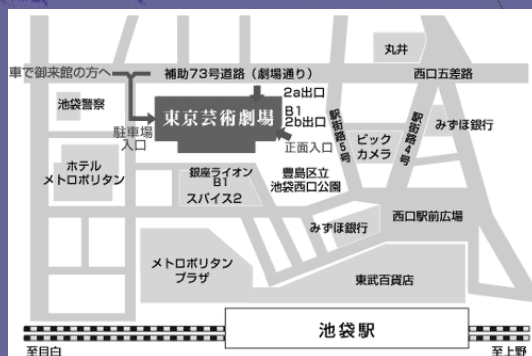 丸井
車で御来館の方へ
補助73号道路（劇場通り）
西口五差路
2a出口
池袋警察
東京芸術劇場
B1
2b出口
駐車場
入口
正面入口
駅街路5号
ビック
カメラ
駅街路4号
みずほ銀行
ホテル
メトロポリタン
銀座ライオン
B1
スパイス2
豊島区立
池袋西口公園
みずほ銀行
西口駅前広場
メトロポリタン
プラザ
東武百貨店
池袋駅
至目白
至上野